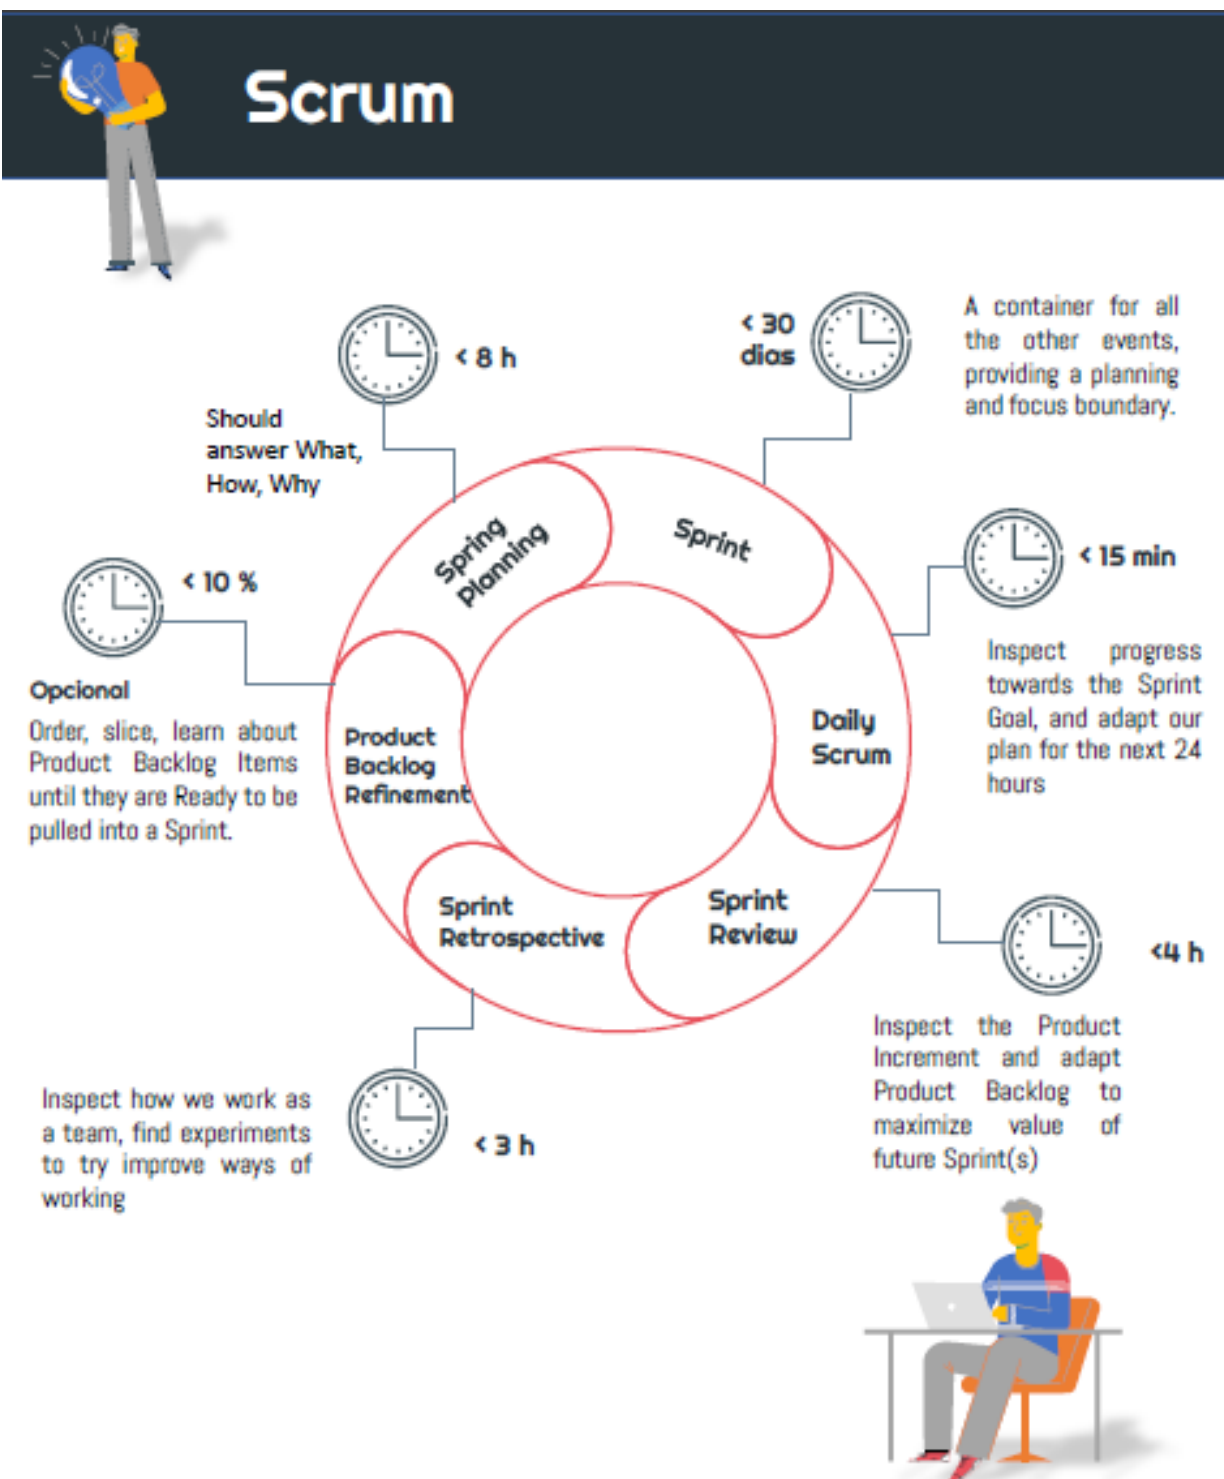 Scrum
< 8 h
Should
answer What,
How, Why
< 30
dias
A container for all
the other events,
providing a planning
and focus boundary.
Spring
Planning
Sprint
< 15 min
Inspect progress
towards the Sprint
Goal, and adapt our
plan for the next 24
hours
< 10 %
Opcional
Order, slice, learn about
Product Backlog Items
until they are Ready to be
pulled into a Sprint.
Product
Backlog
Refinement
Daily
Scrum
Sprint
Retrospective
Sprint
Review
<4 h
Inspect the Product
Increment and adapt
Product Backlog to
maximize value of
future Sprint(s)
Inspect how we work as
a team, find experiments
to try improve ways of
working
< 3 h